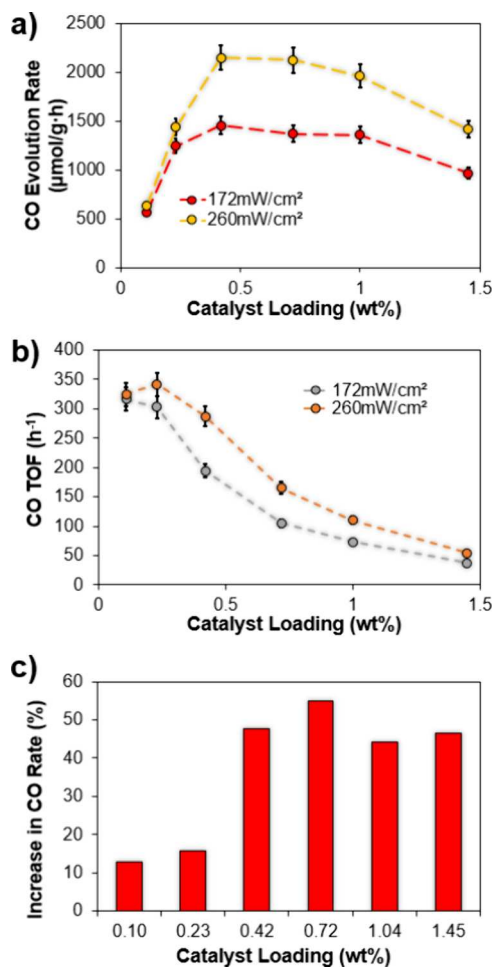 a)
2500
2000
1500
1000
500
0
CO Evolution Rate
(µmol/g·h)
172mW/cm²
260mW/cm²
0 0.5 1 1.5
Catalyst Loading (wt%)
b)
400
350
300
250
200
150
100
50
0
CO TOF (h⁻¹)
172mW/cm²
260mW/cm²
0 0.5 1 1.5
Catalyst Loading (wt%)
c)
60
50
40
30
20
10
0
Increase in CO Rate (%)
0.10 0.23 0.42 0.72 1.04 1.45
Catalyst Loading (wt%)